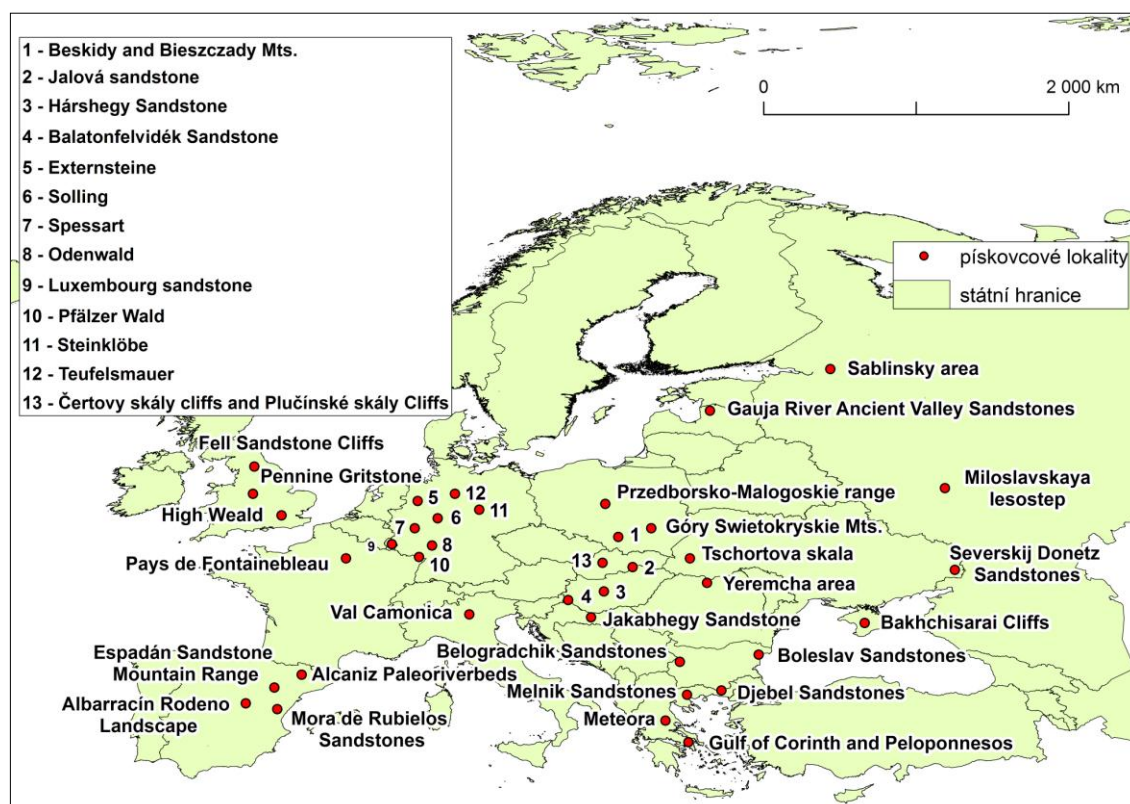 1 - Beskidy and Bieszczady Mts.
2 - Jalová sandstone
3 - Hárshegy Sandstone
4 - Balatonfelvidék Sandstone
5 - Externsteine
6 - Solling
7 - Spessart
8 - Odenwald
9 - Luxembourg sandstone
10 - Pfälzer Wald
11 - Steinklöbe
12 - Teufelsmauer
13 - Čertovy skály cliffs and Plučínské skály Cliffs
0 2 000 km
pískovcové lokality
státní hranice
Sablinsky area
Gauja River Ancient Valley Sandstones
Fell Sandstone Cliffs
Pennine Gritstone
High Weald
Miloslavskaya
lesostep
Przedborsko-Malogoskie range
Góry Swietokryskie Mts.
5
12
11
6
7
9
8
10
1
13
2
3
4
Pays de Fontainebleau
Tschortova skala
Severskij Donetz
Sandstones
Yeremcha area
Val Camonica
Jakabhegy Sandstone
Bakhchisarai Cliffs
Belogradchik Sandstones
Boleslav Sandstones
Espadán Sandstone
Mountain Range
Alcaniz Paleoriverbeds
Albarracín Rodeno
Landscape
Mora de Rubielos
Sandstones
Melnik Sandstones
Djebel Sandstones
Meteora
Gulf of Corinth and Peloponnesos